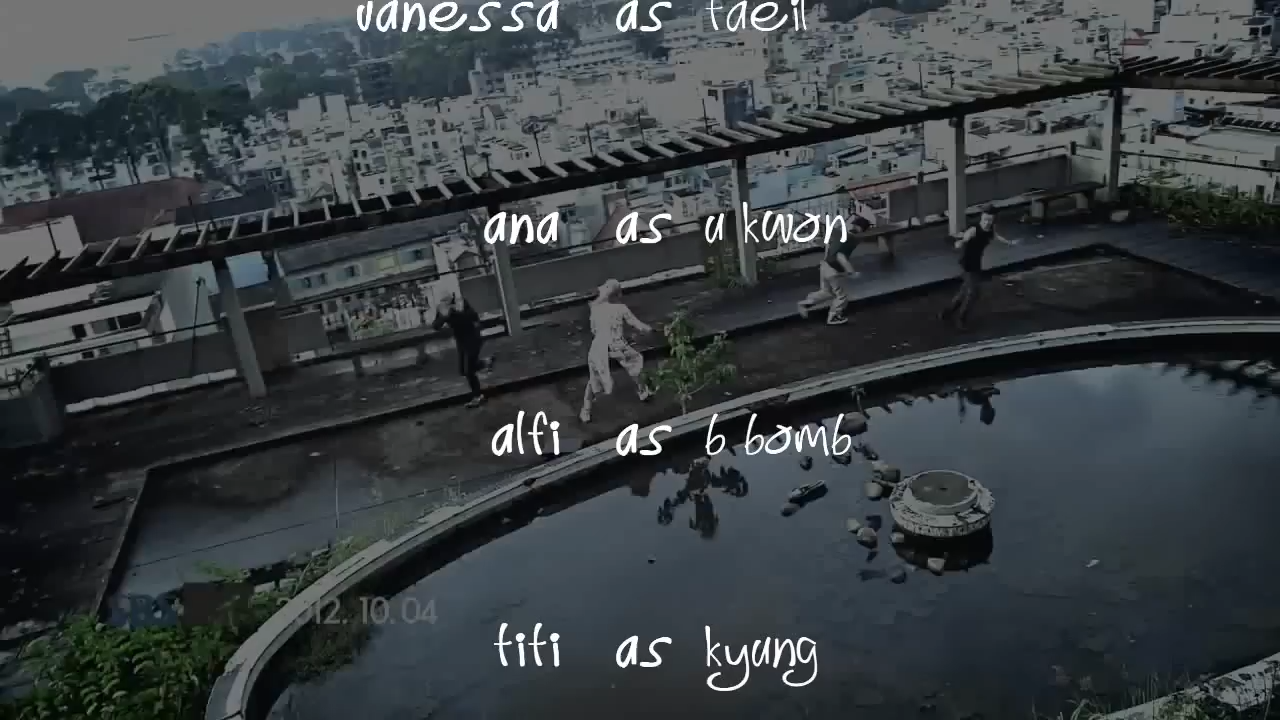 vanessa as taeil
ana as u kwon
alfi as b bomb
2012. 10. 04
titi as kyung